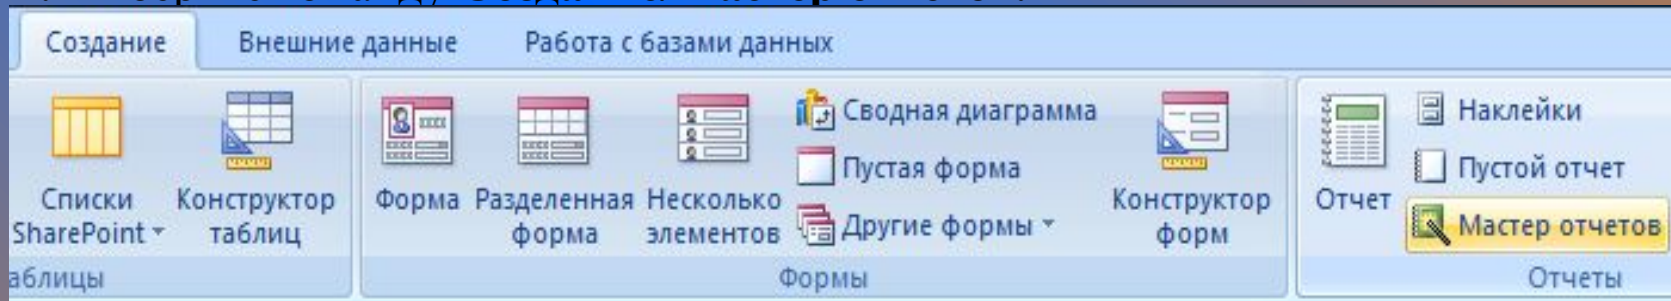 Создание Внешние данные Работа с базами данных
Списки SharePoint
Конструктор таблиц
Форма
Разделенная форма
Несколько элементов
Сводная диаграмма
Пустая форма
Другие формы
Конструктор форм
Отчет
Наклейки
Пустой отчет
Мастер отчетов
Формы
Отчеты